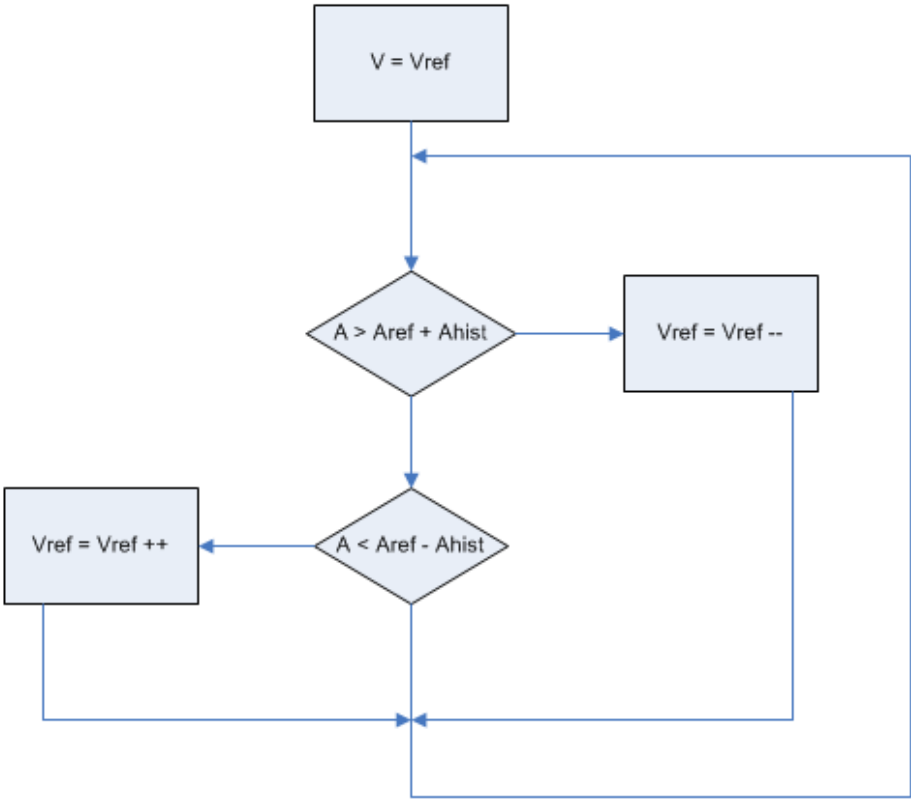 V = Vref
A > Aref + Ahist
Vref = Vref --
A < Aref - Ahist
Vref = Vref ++